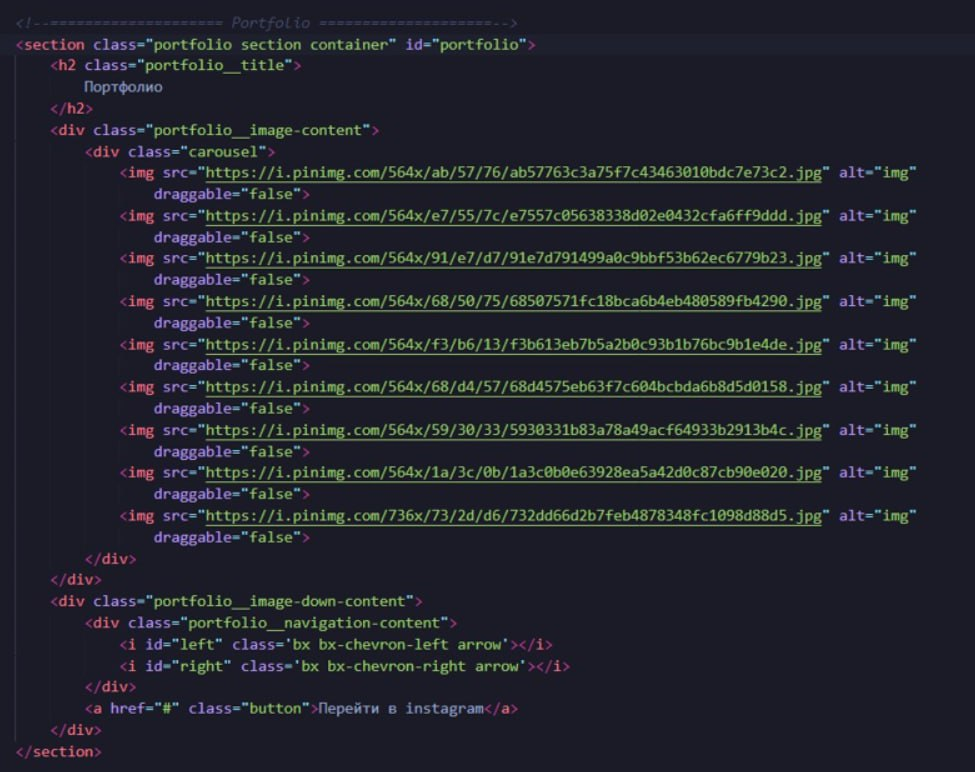 <!--==================== Portfolio ====================-->
<section class="portfolio section container" id="portfolio">
<h2 class="portfolio__title">
Портфолио
</h2>
<div class="portfolio__image-content">
<div class="carousel">
<img src="https://i.pinimg.com/564x/ab/57/76/ab57763c3a75f7c43463010bdc7e73c2.jpg" alt="img"
draggable="false">
<img src="https://i.pinimg.com/564x/e7/55/7c/e7557c05638338d02e0432cfa6ff9ddd.jpg" alt="img"
draggable="false">
<img src="https://i.pinimg.com/564x/91/e7/d7/91e7d791499a0c9bbf53b62ec6779b23.jpg" alt="img"
draggable="false">
<img src="https://i.pinimg.com/564x/68/50/75/68507571fc18bca6b4eb480589fb4290.jpg" alt="img"
draggable="false">
<img src="https://i.pinimg.com/564x/f3/b6/13/f3b613eb7b5a2b0c93b1b76bc9b1e4de.jpg" alt="img"
draggable="false">
<img src="https://i.pinimg.com/564x/68/d4/57/68d4575eb63f7c604bcbda6b8d5d0158.jpg" alt="img"
draggable="false">
<img src="https://i.pinimg.com/564x/59/30/33/5930331b83a78a49acf64933b2913b4c.jpg" alt="img"
draggable="false">
<img src="https://i.pinimg.com/564x/1a/3c/0b/1a3c0b0e63928ea5a42d0c87cb90e020.jpg" alt="img"
draggable="false">
<img src="https://i.pinimg.com/736x/73/2d/d6/732dd66d2b7feb4878348fc1098d88d5.jpg" alt="img"
draggable="false">
</div>
</div>
<div class="portfolio__image-down-content">
<div class="portfolio__navigation-content">
<i id="left" class='bx bx-chevron-left arrow'></i>
<i id="right" class='bx bx-chevron-right arrow'></i>
</div>
<a href="#" class="button">Перейти в instagram</a>
</div>
</section>